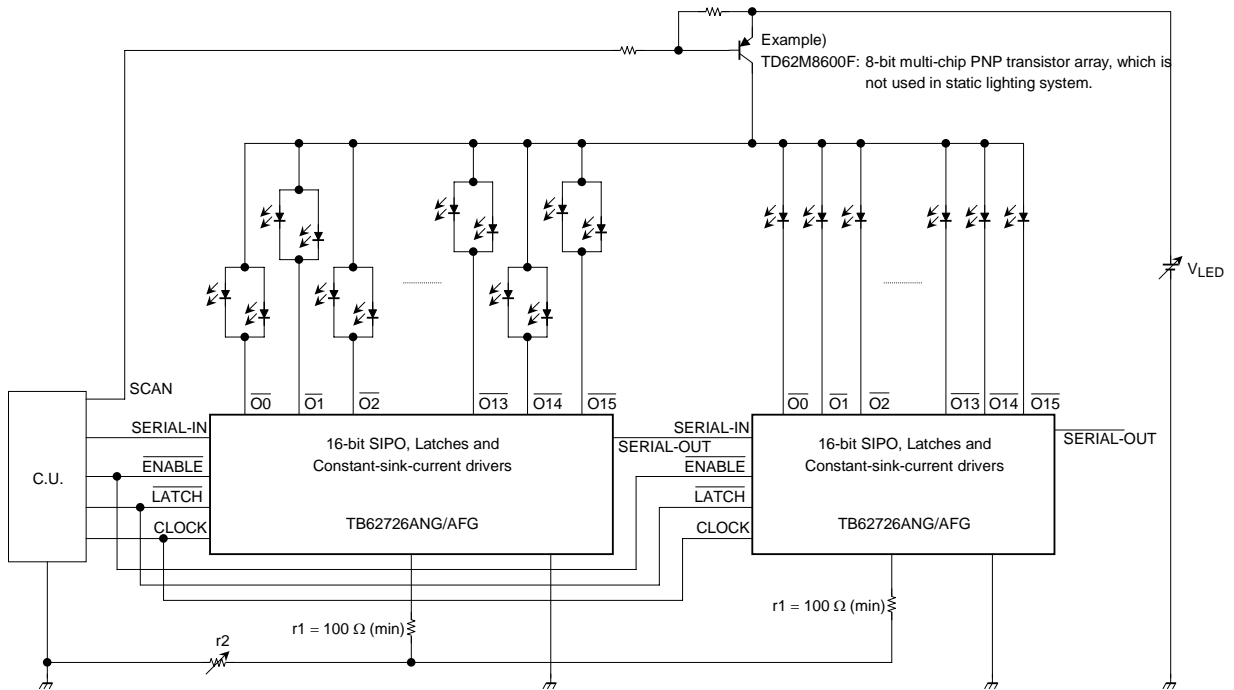 Example)
TD62M8600F: 8-bit multi-chip PNP transistor array, which is
not used in static lighting system.
VLED
SCAN
O0 O1 O2 O13 O14 O15
O0 O1 O2 O13 O14 O15
C.U.
SERIAL-IN
ENABLE
LATCH
CLOCK
16-bit SIPO, Latches and
Constant-sink-current drivers
TB62726ANG/AFG
SERIAL-OUT
SERIAL-IN
ENABLE
LATCH
CLOCK
16-bit SIPO, Latches and
Constant-sink-current drivers
TB62726ANG/AFG
SERIAL-OUT
r1 = 100 Ω (min)
r1 = 100 Ω (min)
r2